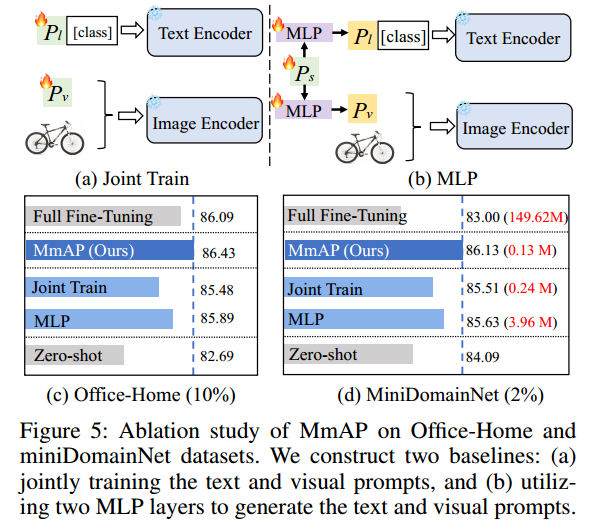 P_l [class] Text Encoder
P_v
Image Encoder
(a) Joint Train
MLP P_l [class] Text Encoder
P_s
MLP P_v
Image Encoder
(b) MLP
Full Fine-Tuning 86.09
MmAP (Ours) 86.43
Joint Train 85.48
MLP 85.89
Zero-shot 82.69
(c) Office-Home (10%)
Full Fine-Tuning 83.00 (149.62M)
MmAP (Ours) 86.13 (0.13 M)
Joint Train 85.51 (0.24 M)
MLP 85.63 (3.96 M)
Zero-shot 84.09
(d) MiniDomainNet (2%)
Figure 5: Ablation study of MmAP on Office-Home and
miniDomainNet datasets. We construct two baselines: (a)
jointly training the text and visual prompts, and (b) utiliz-
ing two MLP layers to generate the text and visual prompts.